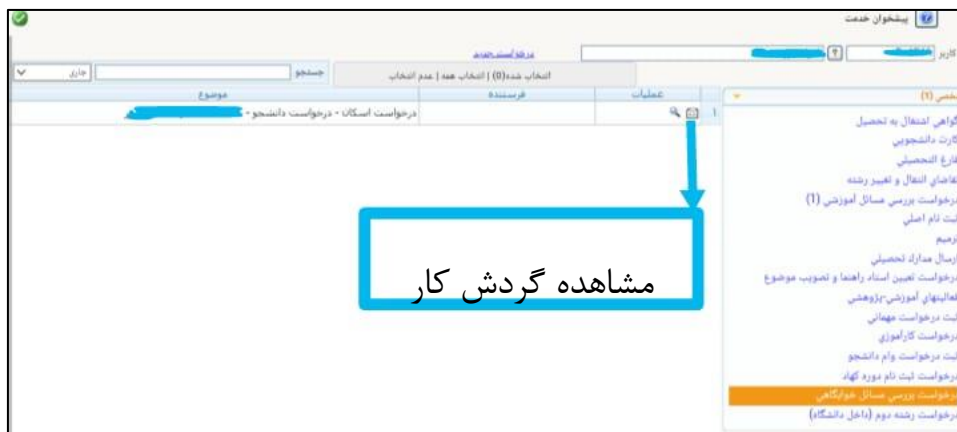 پیشخوان خدمت
کاربر
؟
درخواست جدید
انتخاب شده(0) | انتخاب همه | عدم انتخاب
جستجو
جاری
عملیات
فرستنده
موضوع
۱
درخواست اسکان - درخواست دانشجو -
شخصی (1)
گواهی اشتغال به تحصیل
کارت دانشجویی
فارغ التحصیلی
تقاضای انتقال و تغییر رشته
درخواست بررسی مسائل آموزشی (1)
ثبت نام اصلی
ترمیم
ارسال مدارک تحصیلی
درخواست تعیین استاد راهنما و تصویب موضوع
فعالیتهای آموزشی-پژوهشی
ثبت درخواست مهمانی
درخواست کارآموزی
ثبت درخواست وام دانشجو
درخواست ثبت نام دوره کهاد
درخواست بررسی مسائل خوابگاهی
درخواست رشته دوم (داخل دانشگاه)
مشاهده گردش کار